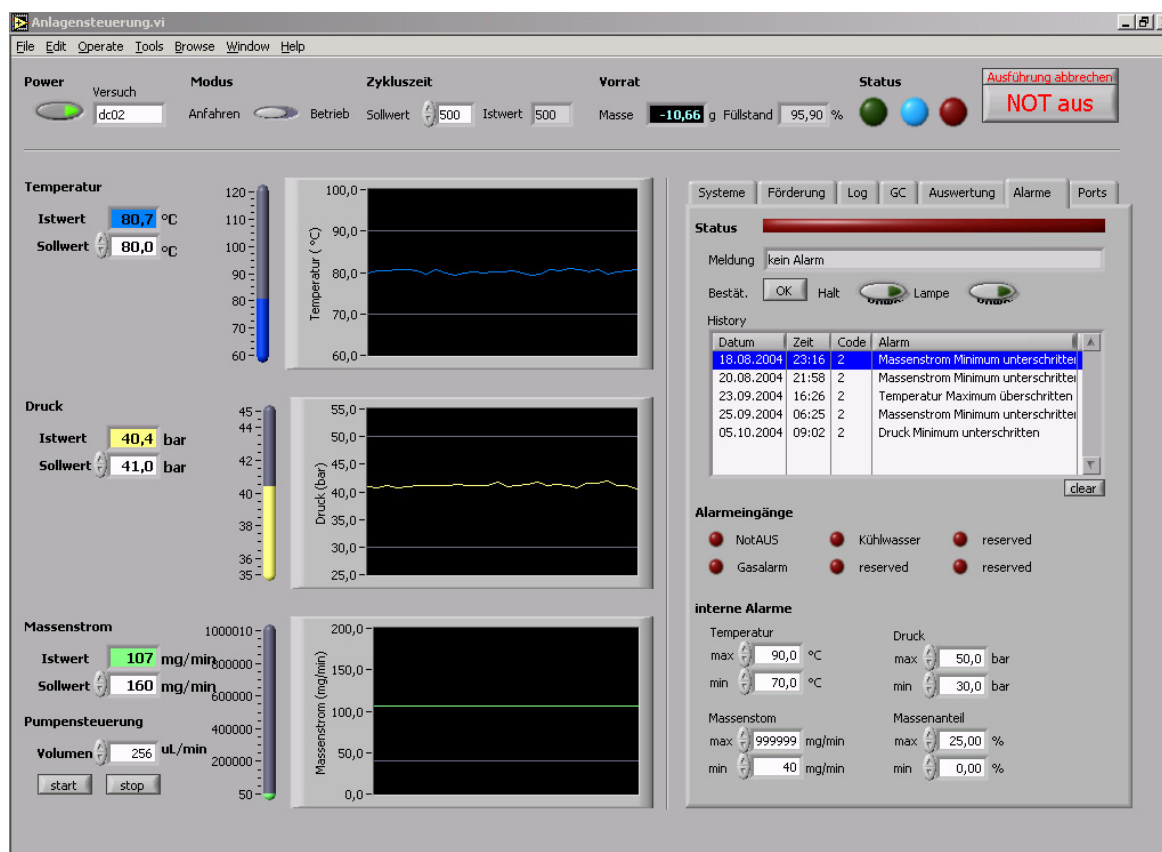 Anlagensteuerung.vi
File Edit Operate Tools Browse Window Help
Power
Versuch
dc02
Modus
Anfahren Betrieb
Zykluszeit
Sollwert 500 Istwert 500
Vorrat
Masse -10,66 g Füllstand 95,90 %
Status
Ausführung abbrechen
NOT aus
Temperatur
Istwert 80,7 °C
Sollwert 80,0 °C
120
110
100
90
80
70
60
Temperatur ( °C)
100,0
90,0
80,0
70,0
60,0
Druck
Istwert 40,4 bar
Sollwert 41,0 bar
45
44
42
40
38
36
35
Druck (bar)
55,0
50,0
45,0
40,0
35,0
30,0
25,0
Massenstrom
Istwert 107 mg/min
Sollwert 160 mg/min
Pumpensteuerung
Volumen 256 uL/min
start stop
1000010
800000
600000
400000
200000
50
Massenstrom (mg/min)
200,0
150,0
100,0
50,0
0,0
Systeme Förderung Log GC Auswertung Alarme Ports
Status
Meldung kein Alarm
Bestät. OK Halt Lampe
History
Datum Zeit Code Alarm
18.08.2004 23:16 2 Massenstrom Minimum unterschritte
20.08.2004 21:58 2 Massenstrom Minimum unterschritte
23.09.2004 16:26 2 Temperatur Maximum überschritten
25.09.2004 06:25 2 Massenstrom Minimum unterschritte
05.10.2004 09:02 2 Druck Minimum unterschritten
clear
Alarmeingänge
NotAUS Kühlwasser reserved
Gasalarm reserved reserved
interne Alarme
Temperatur
max 90,0 °C
min 70,0 °C
Druck
max 50,0 bar
min 30,0 bar
Massenstom
max 999999 mg/min
min 40 mg/min
Massenanteil
max 25,00 %
min 0,00 %